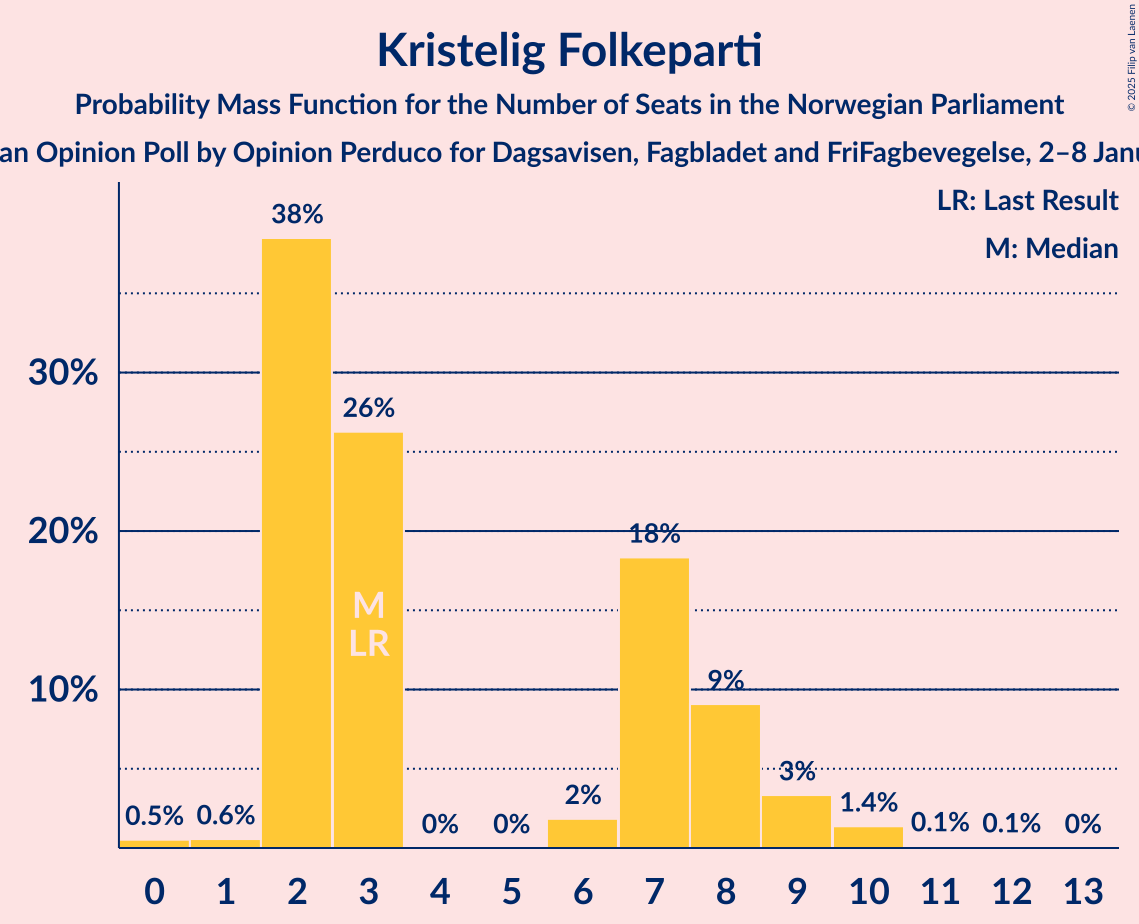 Kristelig Folkeparti
Probability Mass Function for the Number of Seats in the Norwegian Parliament
an Opinion Poll by Opinion Perduco for Dagsavisen, Fagbladet and FriFagbevegelse, 2–8 Janu
© 2025 Filip van Laenen
LR: Last Result
M: Median
38%
30%
26%
20%
18%
M
LR
10%
9%
3%
2%
1.4%
0.5% 0.6% 0% 0% 0.1% 0.1% 0%
0 1 2 3 4 5 6 7 8 9 10 11 12 13